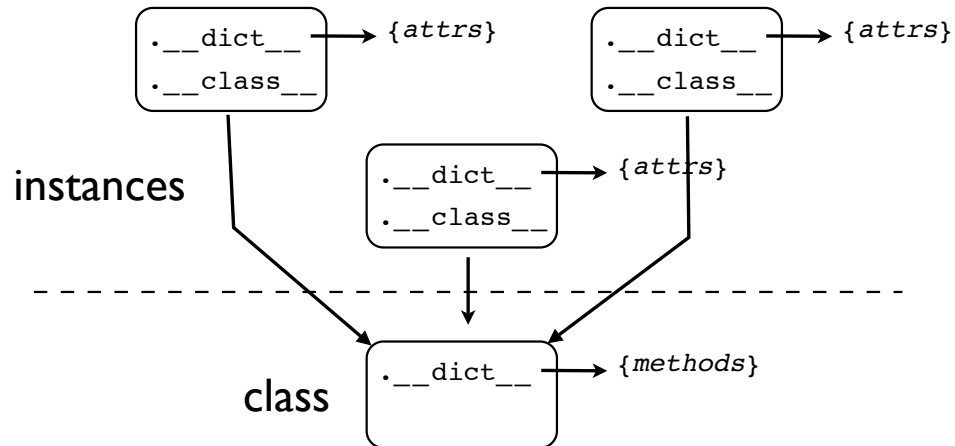 .__dict__ {attrs}
.__class__
.__dict__ {attrs}
.__class__
instances
.__dict__ {attrs}
.__class__
class
.__dict__ {methods}